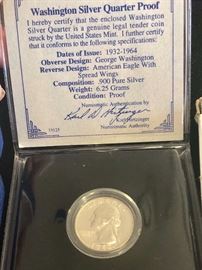 Washington Silver Quarter Proof
I hereby certify that the enclosed Washington
Silver Quarter is a genuine legal tender coin
struck by the United States Mint. I further certify
that it conforms to the following specifications:
Dates of Issue: 1932-1964
Obverse Design: George Washington
Reverse Design: American Eagle With
Spread Wings
Composition: .900 Pure Silver
Weight: 6.25 Grams
Condition: Proof
Numismatic Authentication by
Numismatic Authority